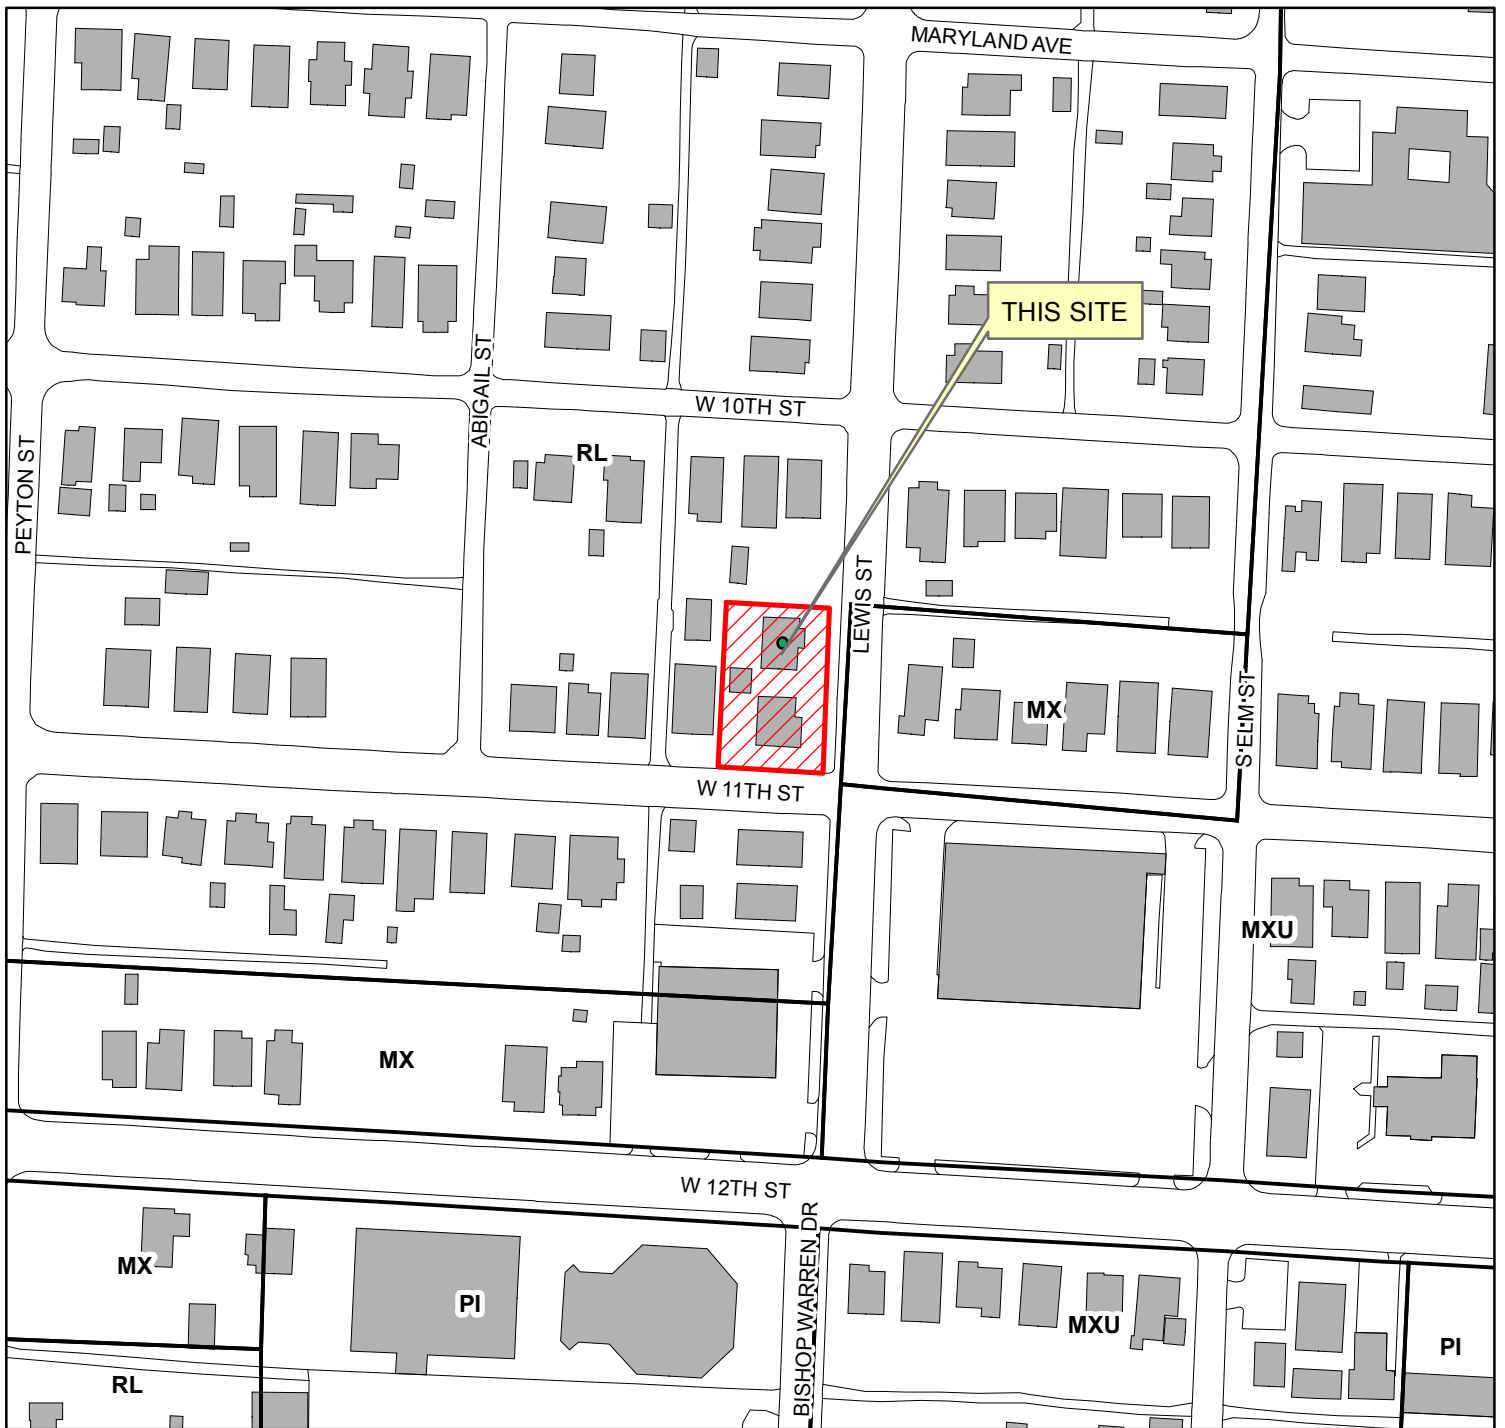 MARYLAND AVE
THIS SITE
ABIGAIL ST
W 10TH ST
PEYTON ST
RL
LEWIS ST
MX
S ELM ST
W 11TH ST
MXU
MX
W 12TH ST
BISHOP WARREN DR
MX
PI
MXU
PI
RL